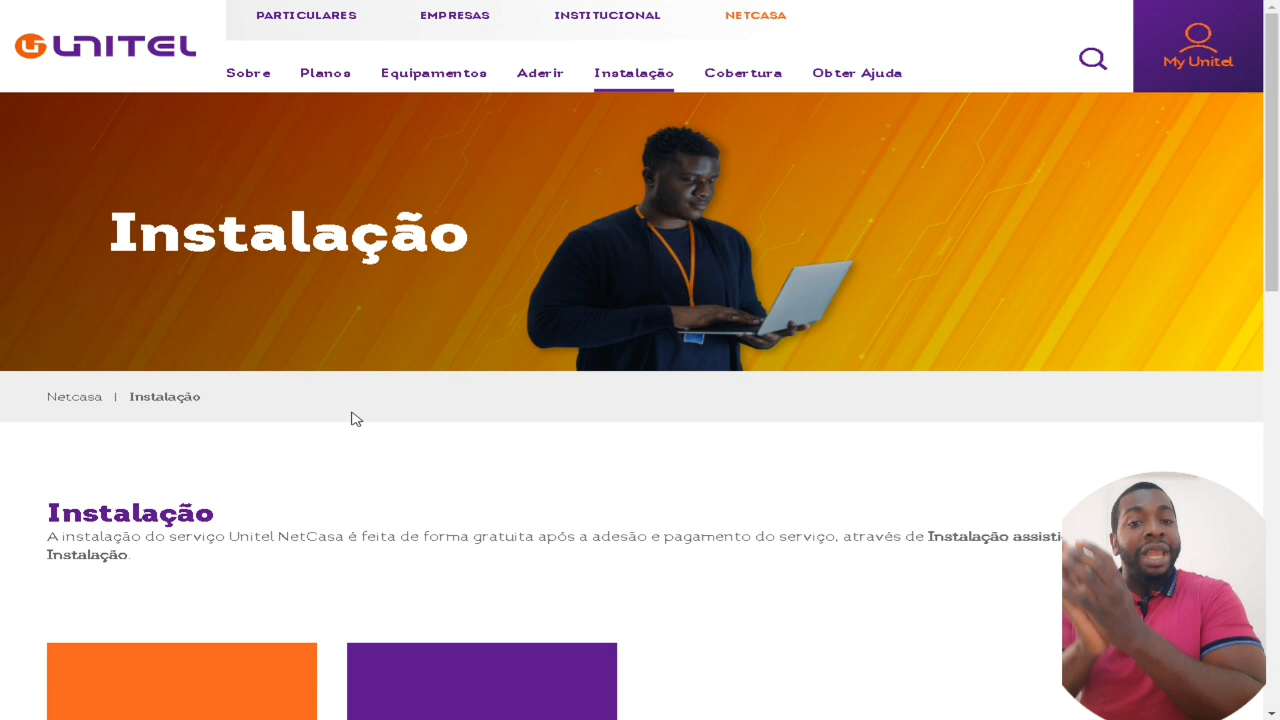 PARTICULARES EMPRESAS INSTITUCIONAL NETCASA
UNITEL
My Unitel
Sobre Planos Equipamentos Aderir Instalação Cobertura Obter Ajuda
Instalação
Netcasa | Instalação
Instalação
A instalação do serviço Unitel NetCasa é feita de forma gratuita após a adesão e pagamento do serviço, através de Instalação
Instalação.